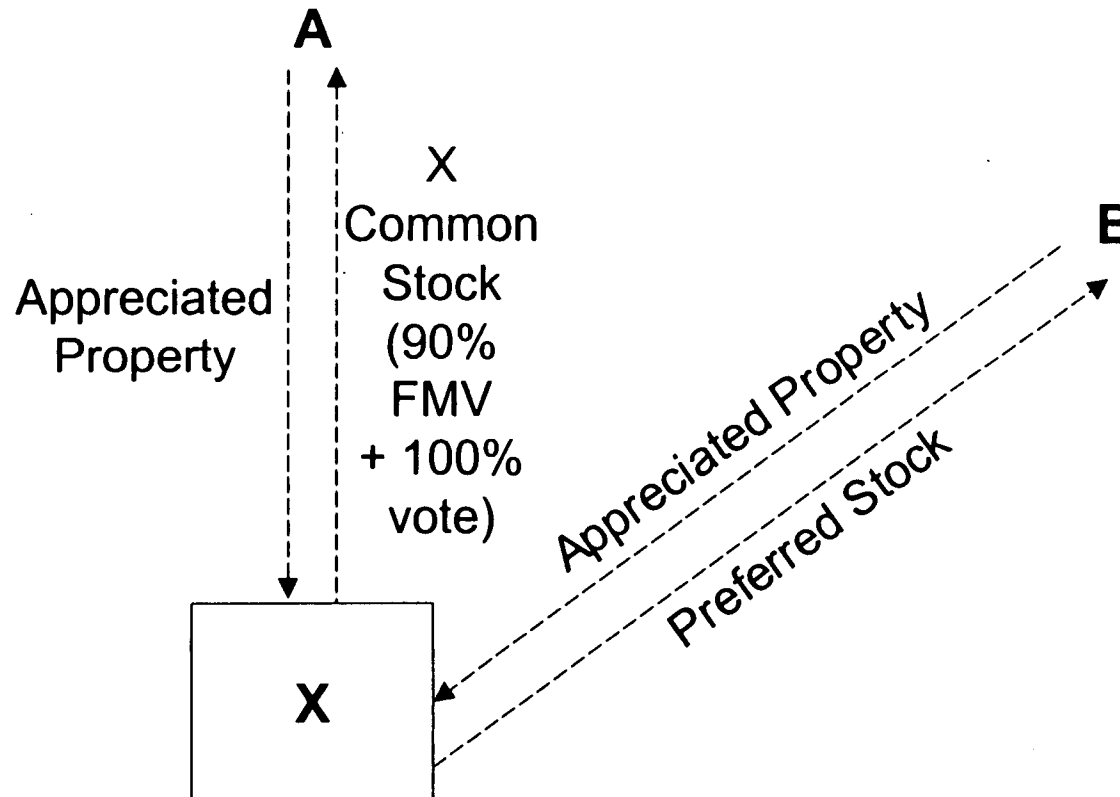 A
X
Common
Stock
(90%
FMV
+ 100%
vote)
B
Appreciated
Property
Appreciated Property
Preferred Stock
X